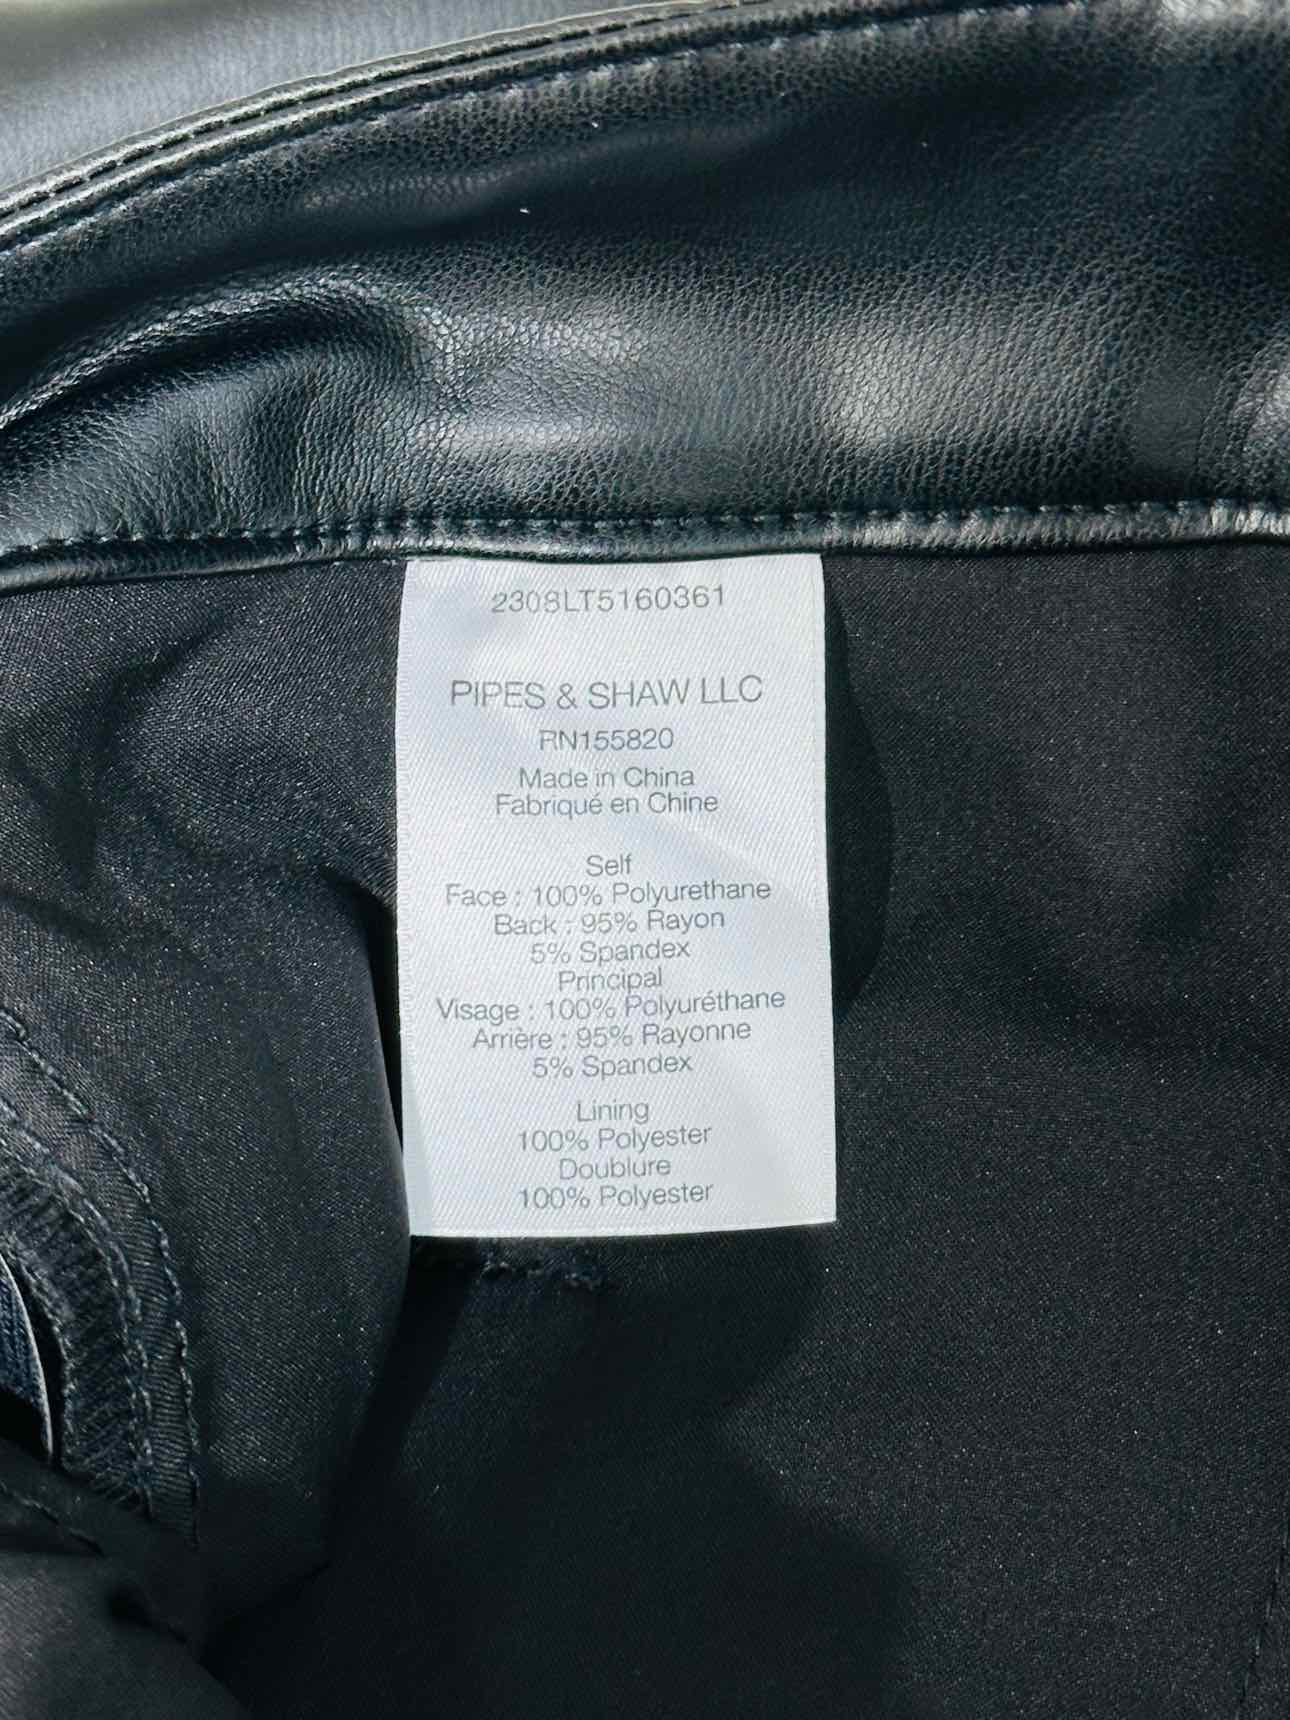 2308LT5160361
PIPES & SHAW LLC
RN155820
Made in China
Fabriqué en Chine
Self
Face : 100% Polyurethane
Back : 95% Rayon
5% Spandex
Principal
Visage : 100% Polyuréthane
Arrière : 95% Rayonne
5% Spandex
Lining
100% Polyester
Doublure
100% Polyester